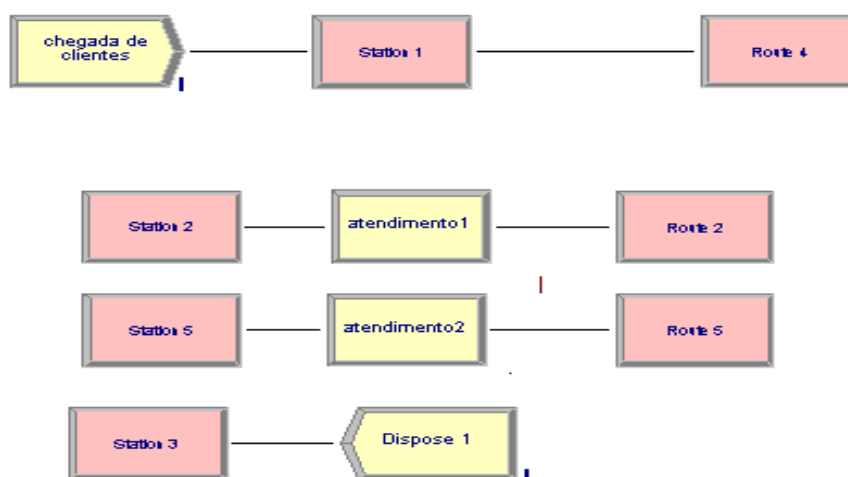 chegada de
clientes
Station 1
Route 4
Station 2
atendimento1
Route 2
Station 5
atendimento2
Route 5
Station 3
Dispose 1